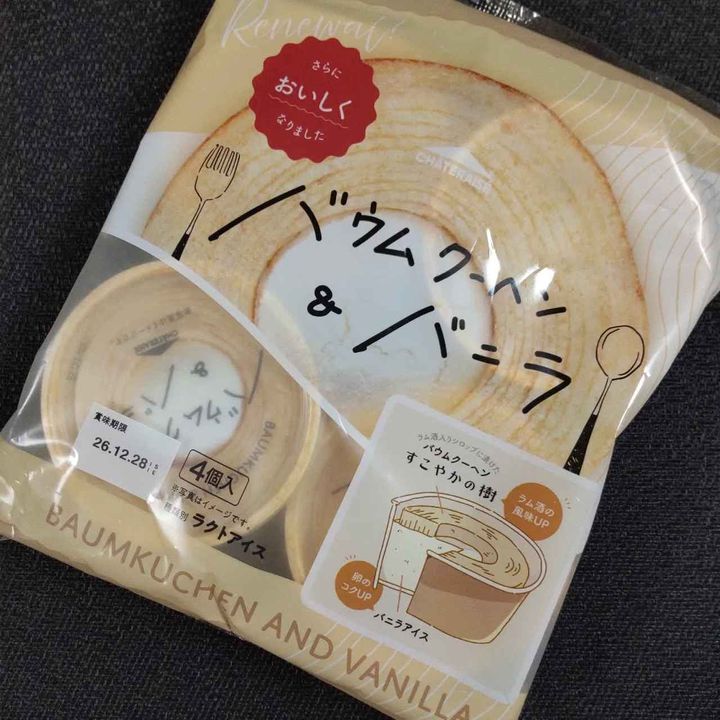 Renewal!
さらに
おいしく
なりました
CHATERAISE
バウムクーヘン
& バニラ
CHATERAISE
賞味期限
26.12.28
4個入
※写真はイメージです。
種類別 ラクトアイス
ラム酒入りシロップに漬けた
バウムクーヘン
すこやかの樹
ラム酒の
風味UP
卵の
コクUP
バニラアイス
BAUMKUCHEN AND VANILLA